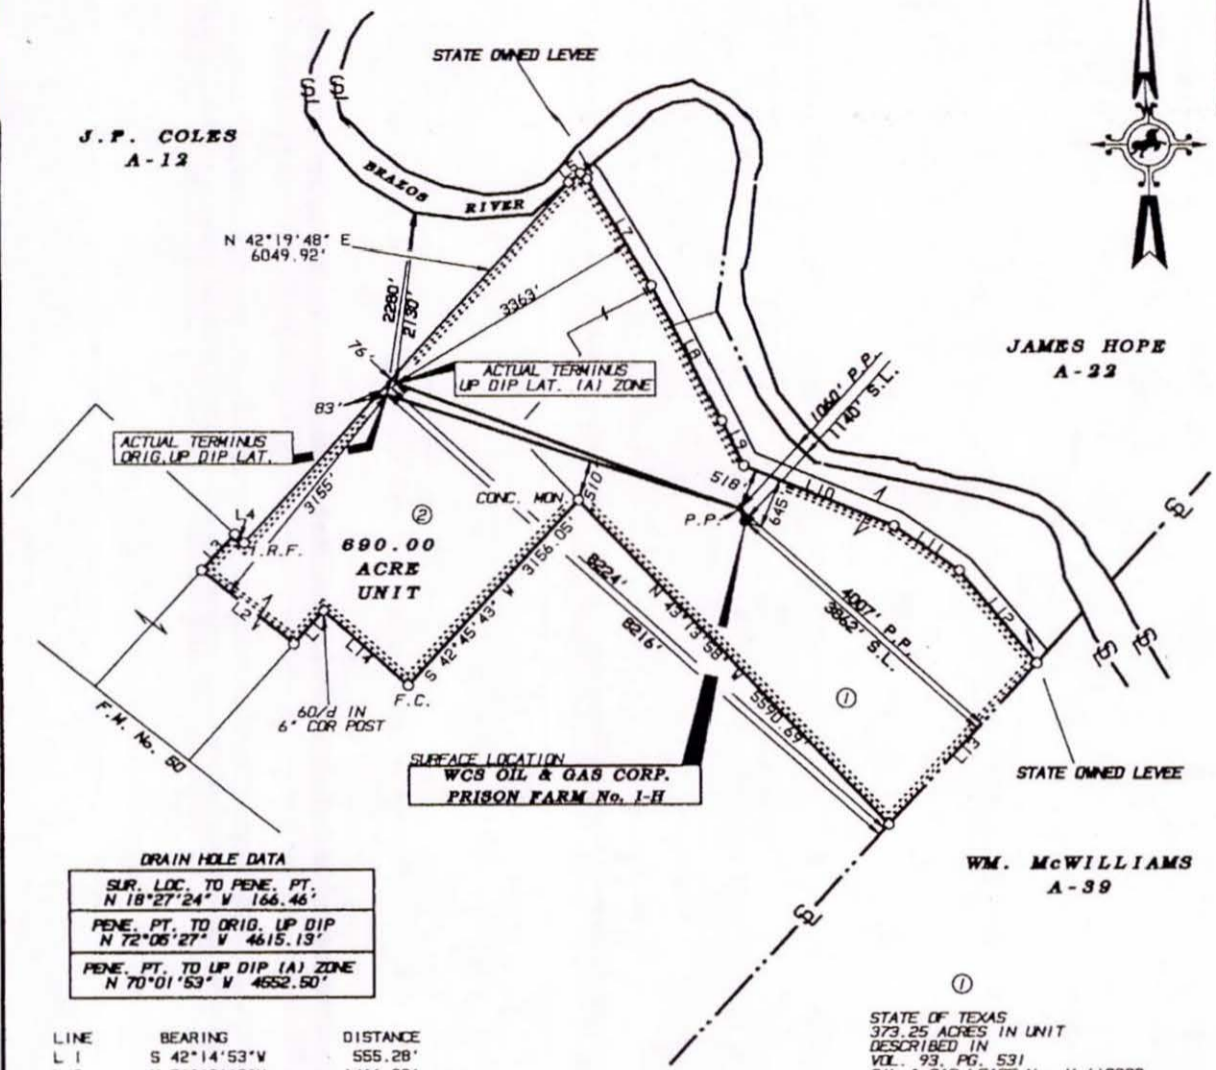 STATE OWNED LEVEE
J.F. COLES
A-12
BRAZOS RIVER
N 42°19'48" E
6049.92'
2280'
2130'
3363'
L7
L8
L9
76'
83'
ACTUAL TERMINUS
UP DIP LAT. (A) ZONE
JAMES HOPE
A-22
1060' P.P.
1140' S.L.
ACTUAL TERMINUS
ORIG. UP DIP LAT.
3155'
L4
I.R.F.
L3
L2
L1
L14
②
690.00
ACRE
UNIT
CONC. MON.
510'
518'
P.P.
645'
L10
L11
L12
L13
S 42°45'43" W
3156.05'
8224'
8216'
N 43°13'58" W
5590.69'
4007' P.P.
3862' S.L.
①
F.C.
60/d IN
6" COR POST
F.M. No. 50
SURFACE LOCATION
WCS OIL & GAS CORP.
PRISON FARM No. 1-H
STATE OWNED LEVEE
WM. McWILLIAMS
A-39
DRAIN HOLE DATA
SUR. LOC. TO PENE. PT.
N 18°27'24" W 166.46'
PENE. PT. TO ORIG. UP DIP
N 72°05'27" W 4615.13'
PENE. PT. TO UP DIP (A) ZONE
N 70°01'53" W 4552.50'
LINE BEARING DISTANCE
L 1 S 42°14'53"W 555.28'
①
STATE OF TEXAS
373.25 ACRES IN UNIT
DESCRIBED IN
VOL. 93, PG. 531